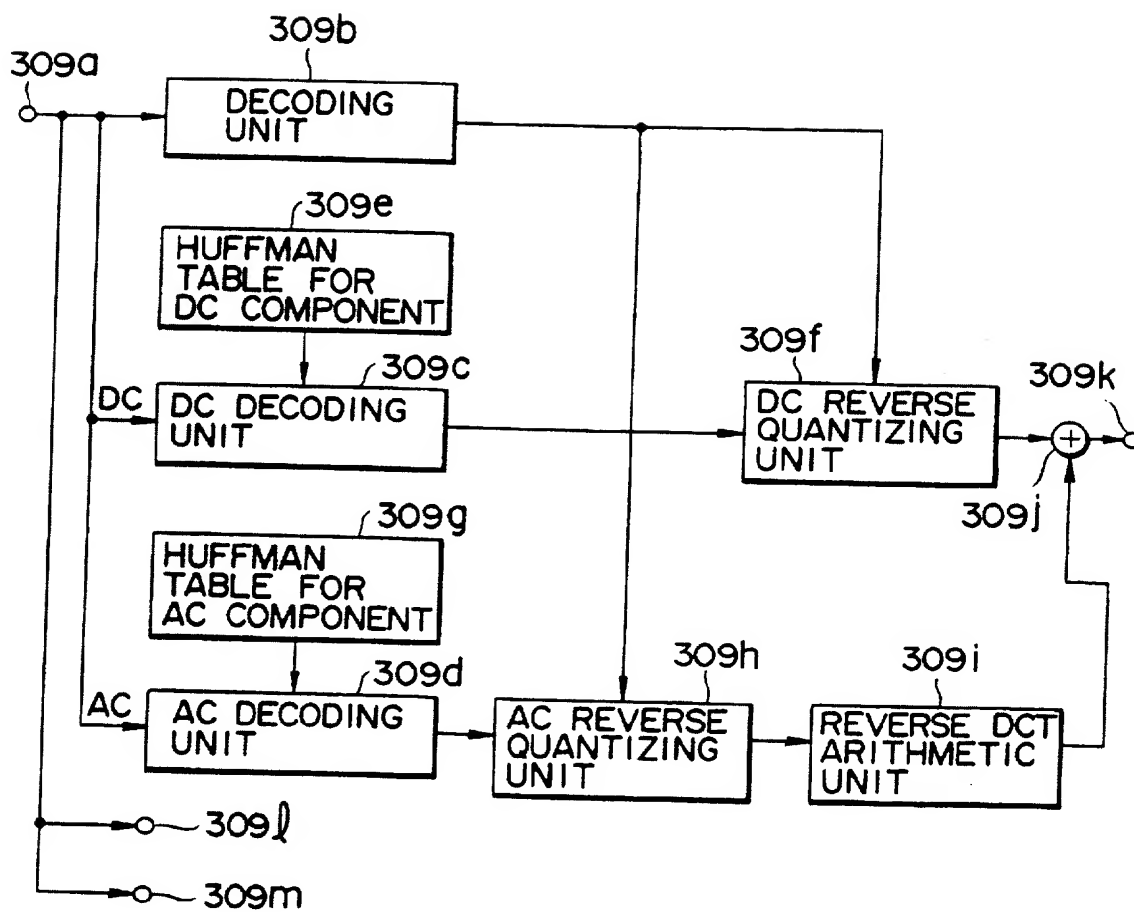 309b
309a
DECODING
UNIT
309e
HUFFMAN
TABLE FOR
DC COMPONENT
309c
309f
309k
DC
DC DECODING
UNIT
DC REVERSE
QUANTIZING
UNIT
+
309j
309g
HUFFMAN
TABLE FOR
AC COMPONENT
309d
309h
309i
AC
AC DECODING
UNIT
AC REVERSE
QUANTIZING
UNIT
REVERSE DCT
ARITHMETIC
UNIT
309l
309m